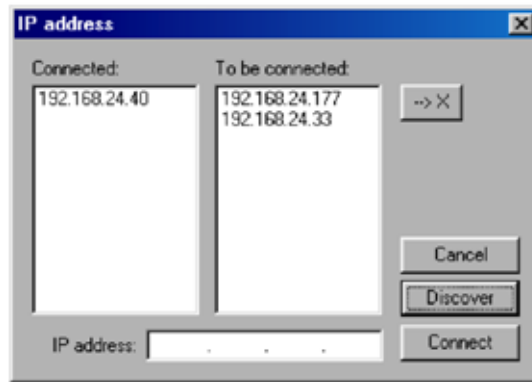 IP address
Connected:
To be connected:
192.168.24.40
192.168.24.177
192.168.24.33
--> X
Cancel
Discover
IP address: . . .
Connect